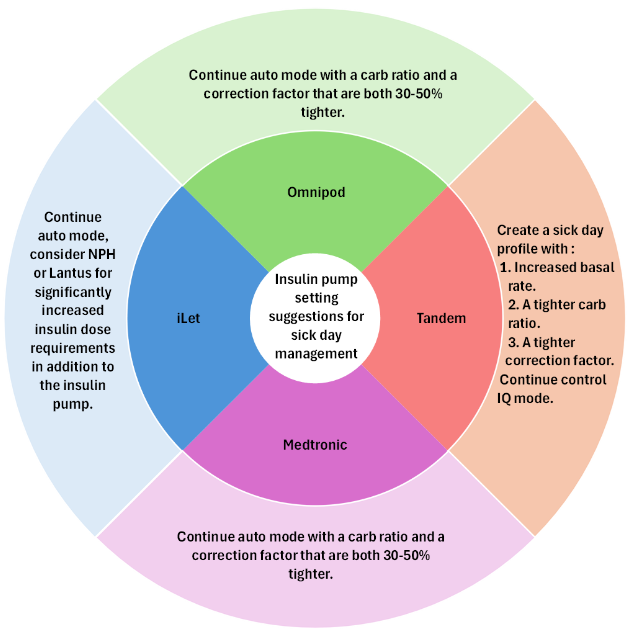 Continue auto mode with a carb ratio and a
correction factor that are both 30-50%
tighter.
Omnipod
Continue
auto mode,
consider NPH
or Lantus for
significantly
increased
insulin dose
requirements
in addition to
the insulin
pump.
iLet
Insulin pump
setting
suggestions for
sick day
management
Tandem
Create a sick day
profile with :
1. Increased basal
rate.
2. A tighter carb
ratio.
3. A tighter
correction factor.
Continue control
IQ mode.
Medtronic
Continue auto mode with a carb ratio and a
correction factor that are both 30-50%
tighter.